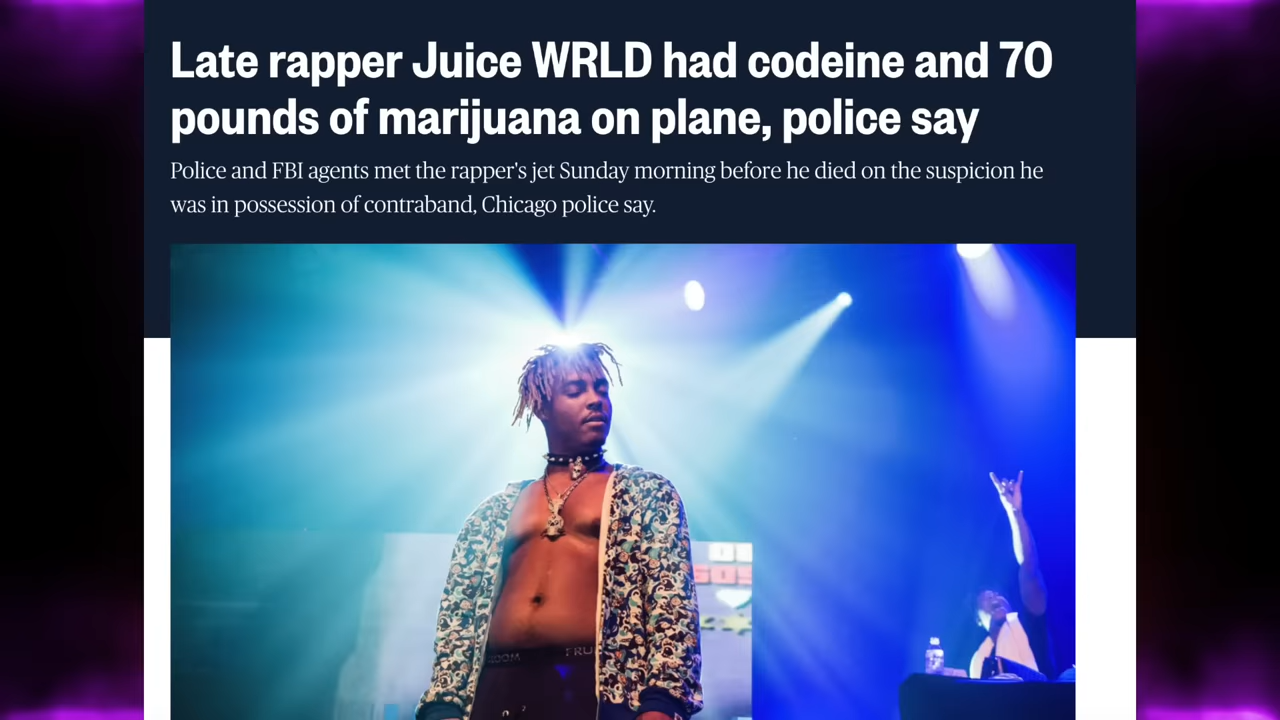 Late rapper Juice WRLD had codeine and 70
pounds of marijuana on plane, police say
Police and FBI agents met the rapper's jet Sunday morning before he died on the suspicion he
was in possession of contraband, Chicago police say.